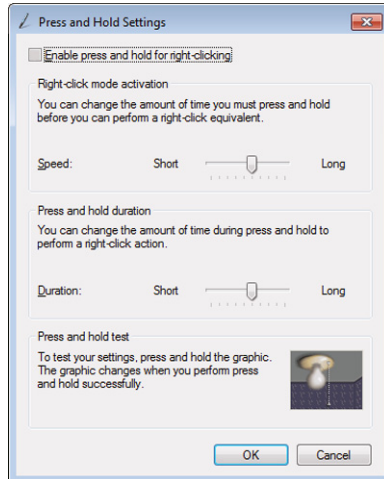 Press and Hold Settings
Enable press and hold for right-clicking
Right-click mode activation
You can change the amount of time you must press and hold
before you can perform a right-click equivalent.
Speed: Short Long
Press and hold duration
You can change the amount of time during press and hold to
perform a right-click action.
Duration: Short Long
Press and hold test
To test your settings, press and hold the graphic.
The graphic changes when you perform press
and hold successfully.
OK Cancel